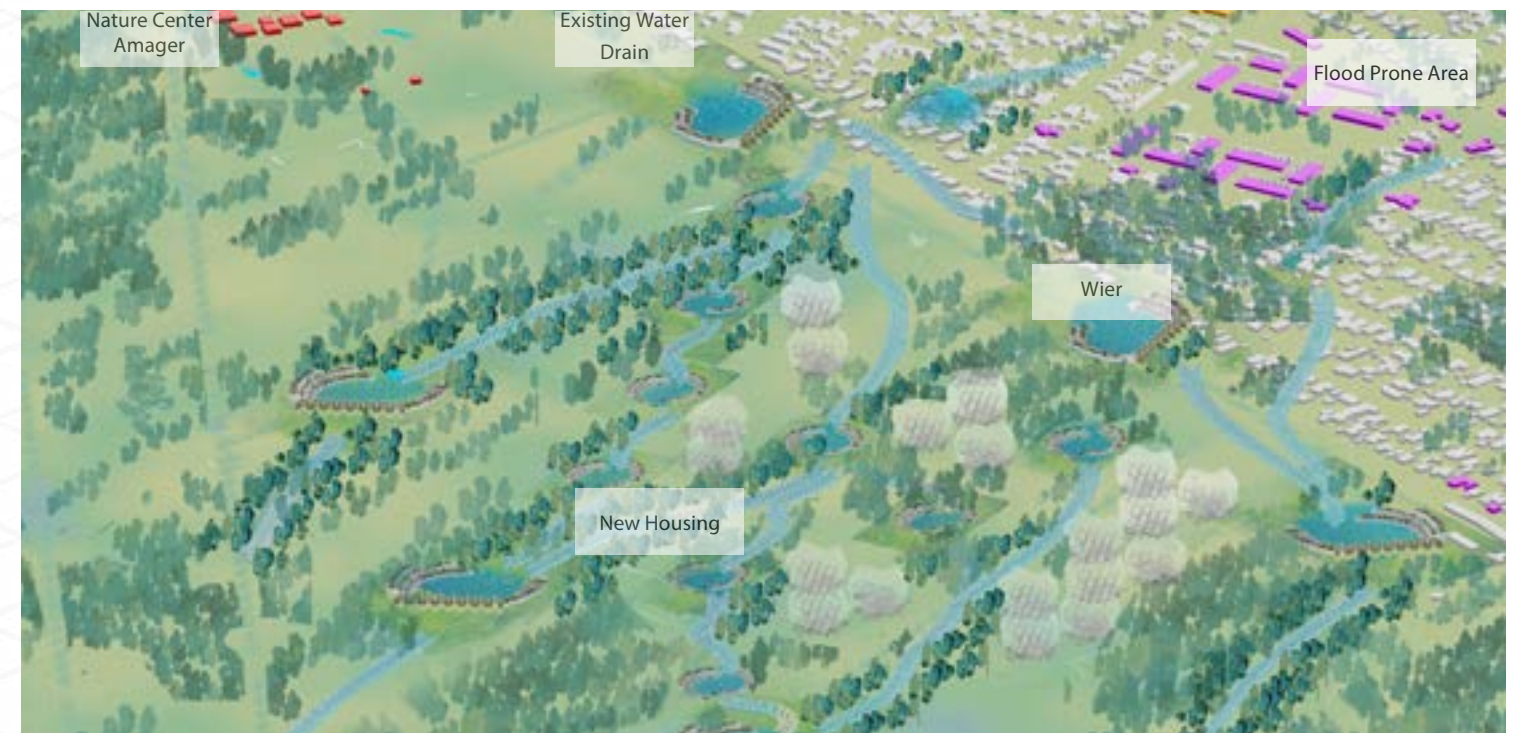 Nature Center
Amager
Existing Water
Drain
Flood Prone Area
Wier
New Housing